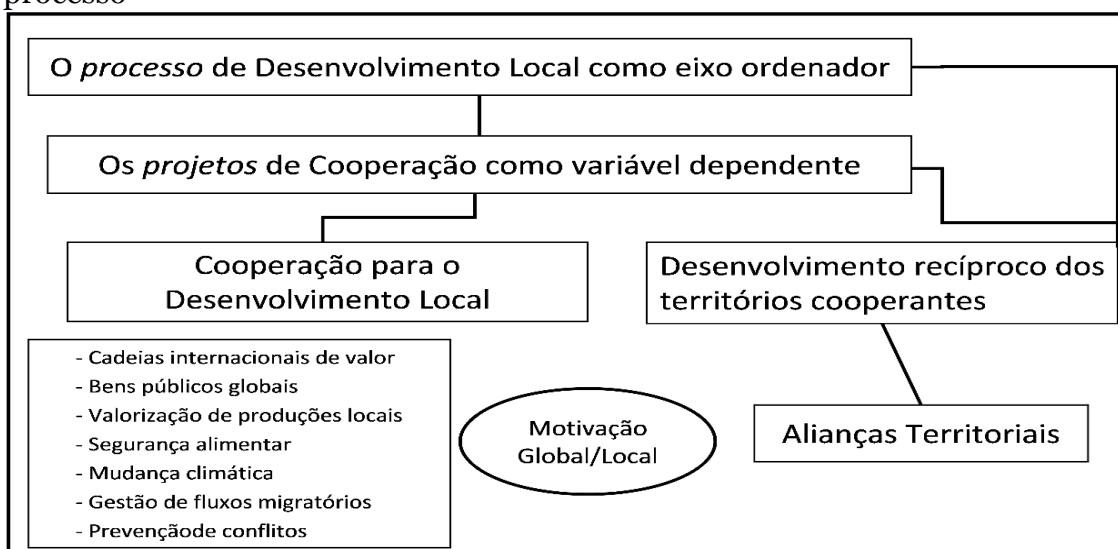 processo
O processo de Desenvolvimento Local como eixo ordenador
Os projetos de Cooperação como variável dependente
Cooperação para o
Desenvolvimento Local
Desenvolvimento recíproco dos
territórios cooperantes
- Cadeias internacionais de valor
- Bens públicos globais
- Valorização de produções locais
- Segurança alimentar
- Mudança climática
- Gestão de fluxos migratórios
- Prevençãode conflitos
Motivação
Global/Local
Alianças Territoriais